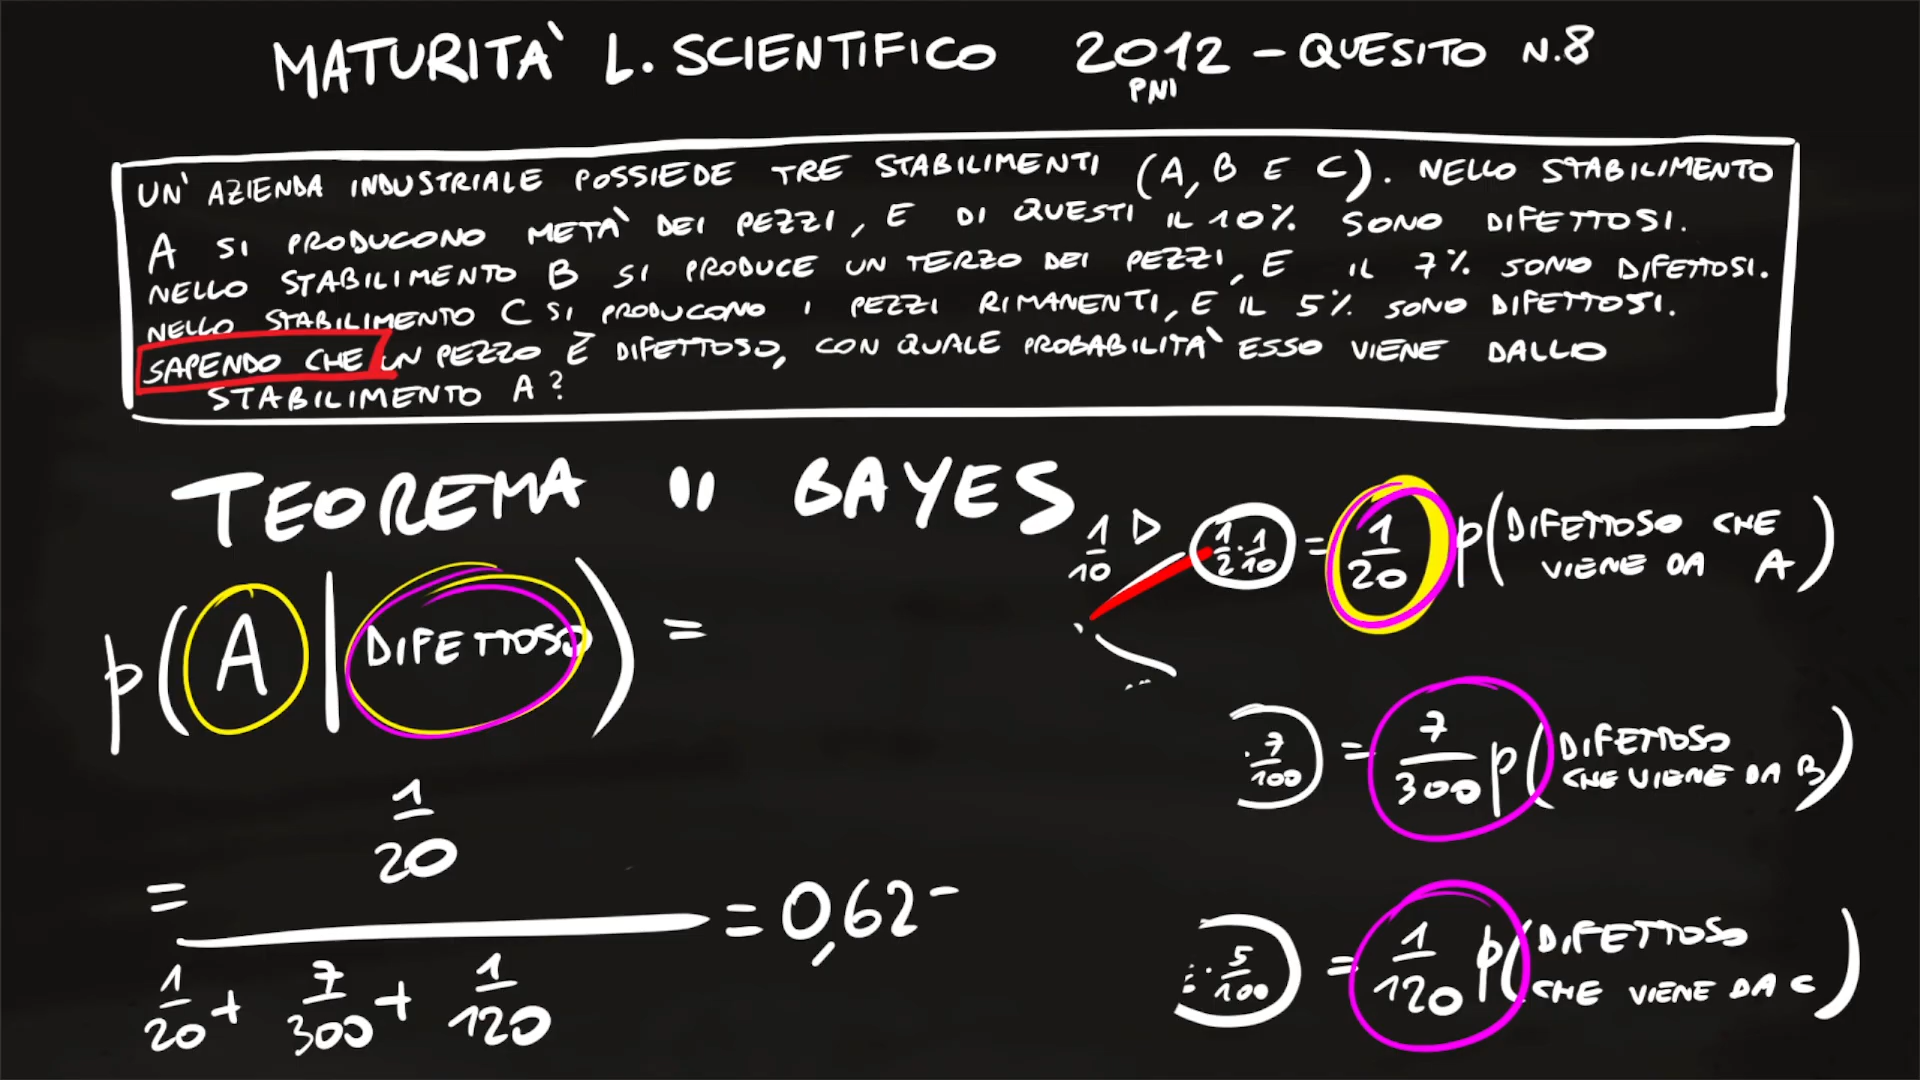 MATURITA' L. SCIENTIFICO 2012 - QUESITO N.8
PNI
UN' AZIENDA INDUSTRIALE POSSIEDE TRE STABILIMENTI (A, B E C). NELLO STABILIMENTO
A SI PRODUCONO METÀ DEI PEZZI, E DI QUESTI IL 10% SONO DIFETTOSI.
NELLO STABILIMENTO B SI PRODUCE UN TERZO DEI PEZZI, E IL 7% SONO DIFETTOSI.
NELLO STABILIMENTO C SI PRODUCONO I PEZZI RIMANENTI, E IL 5% SONO DIFETTOSI.
SAPENDO CHE UN PEZZO È DIFETTOSO, CON QUALE PROBABILITÀ ESSO VIENE DALLO
STABILIMENTO A?
TEOREMA BAYES
p(A|DIFETTOSO) =
= 1/20 / (1/20 + 7/300 + 1/120) = 0,62-
1/10 D 1/2 · 1/10 = 1/20 p(DIFETTOSO CHE
VIENE DA A)
· 7/100 = 7/300 p(DIFETTOSO
CHE VIENE DA B)
· 5/100 = 1/120 p(DIFETTOSO
CHE VIENE DA C)